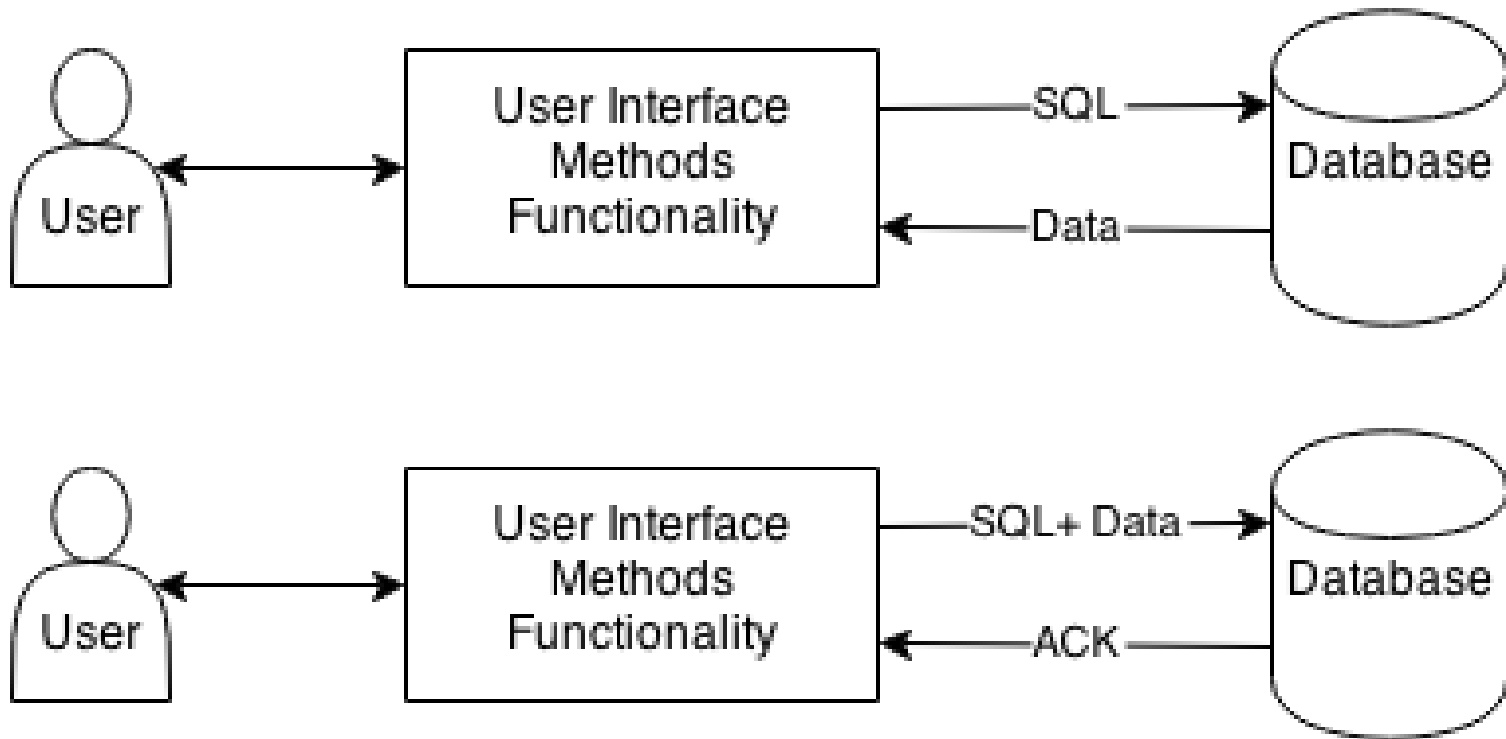 User Interface
Methods
Functionality
User
SQL
Data
Database
User Interface
Methods
Functionality
User
SQL+ Data
ACK
Database